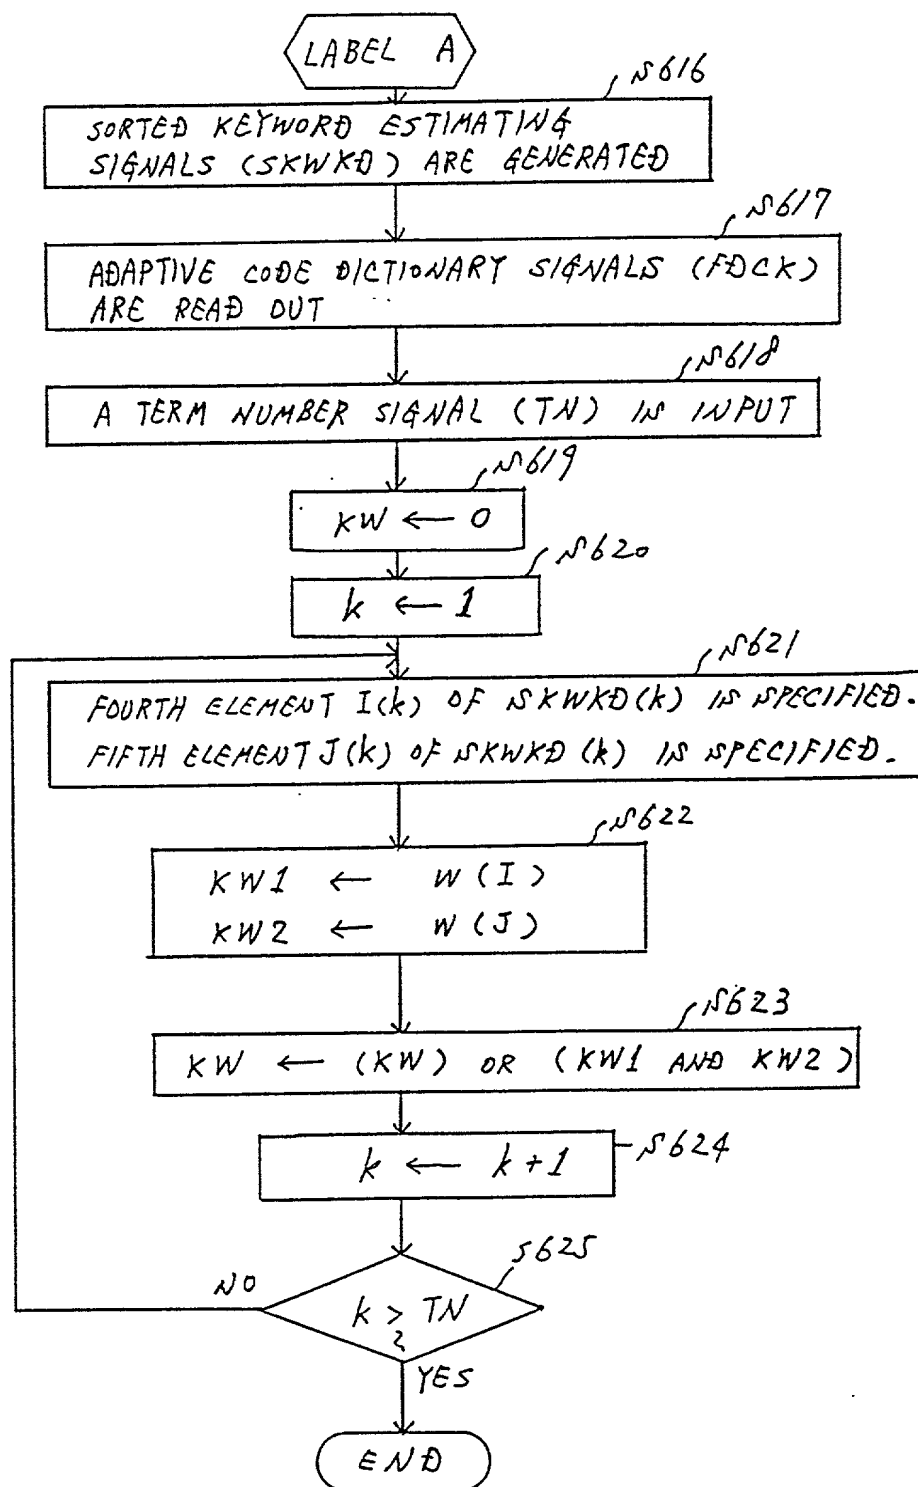 LABEL A
S616
SORTED KEYWORD ESTIMATING
SIGNALS (SKWKD) ARE GENERATED
S617
ADAPTIVE CODE DICTIONARY SIGNALS (FDCK)
ARE READ OUT
S618
A TERM NUMBER SIGNAL (TN) IS INPUT
S619
KW ← 0
S620
k ← 1
S621
FOURTH ELEMENT I(k) OF SKWKD(k) IS SPECIFIED.
FIFTH ELEMENT J(k) OF SKWKD(k) IS SPECIFIED.
S622
KW1 ← W(I)
KW2 ← W(J)
S623
KW ← (KW) OR (KW1 AND KW2)
S624
k ← k+1
S625
NO
k > TN
?
YES
END